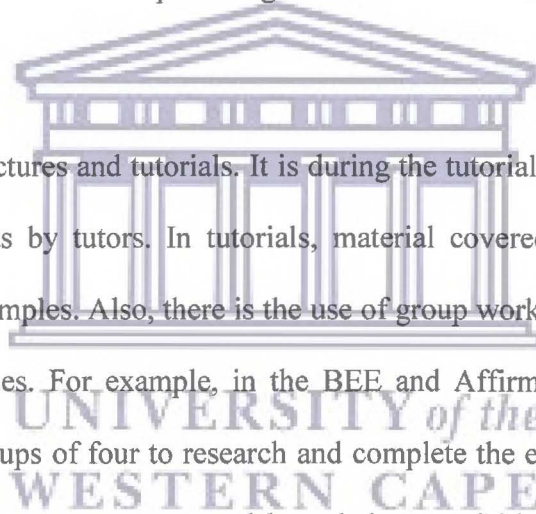 ctures and tutorials. It is during the tutorial
s by tutors. In tutorials, material covered
mples. Also, there is the use of group work
es. For example, in the BEE and Affirm
UNIVERSITY of the
ups of four to research and complete the e
WESTERN CAPE